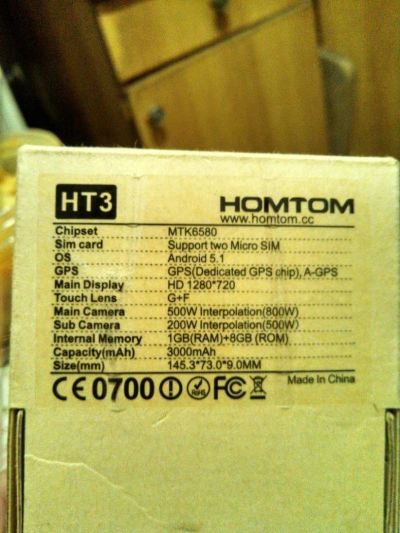 HT3 HOMTOM
www.homtom.cc
Chipset MTK6580
Sim card Support two Micro SIM
OS Android 5.1
GPS GPS(Dedicated GPS chip), A-GPS
Main Display HD 1280*720
Touch Lens G+F
Main Camera 500W Interpolation(800W)
Sub Camera 200W Interpolation(500W)
Internal Memory 1GB(RAM)+8GB (ROM)
Capacity(mAh) 3000mAh
Size(mm) 145.3*73.0*9.0MM
CE0700 RoHS FC Made In China